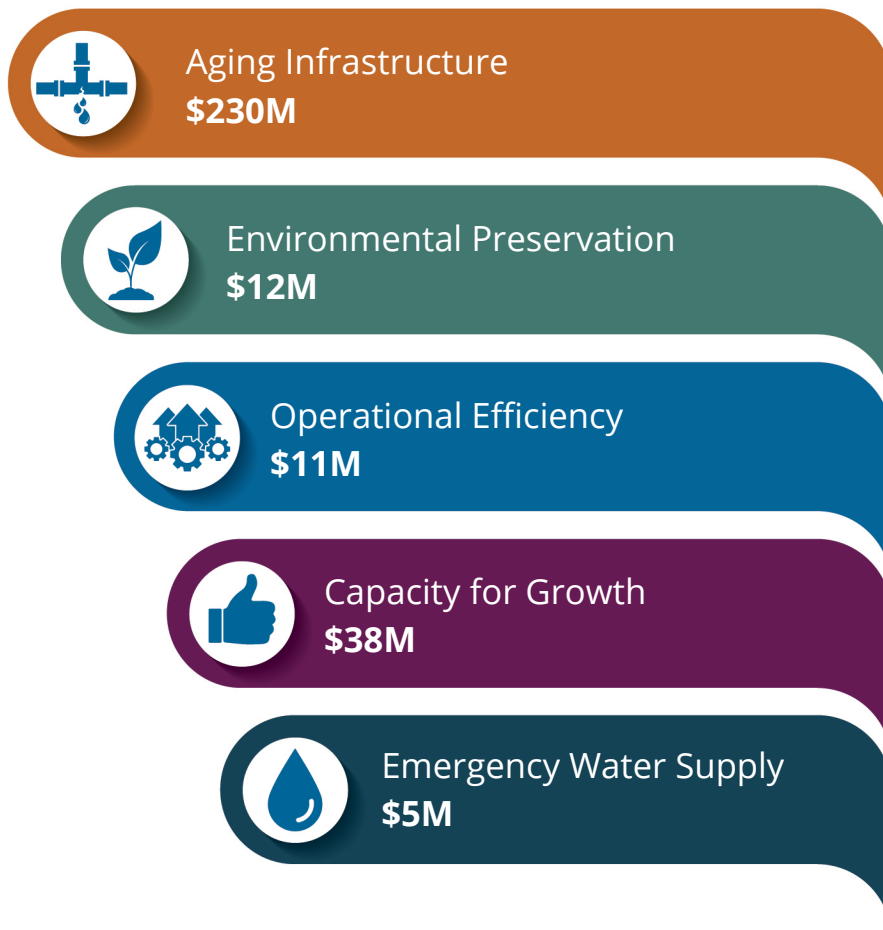 Aging Infrastructure
$230M
Environmental Preservation
$12M
Operational Efficiency
$11M
Capacity for Growth
$38M
Emergency Water Supply
$5M